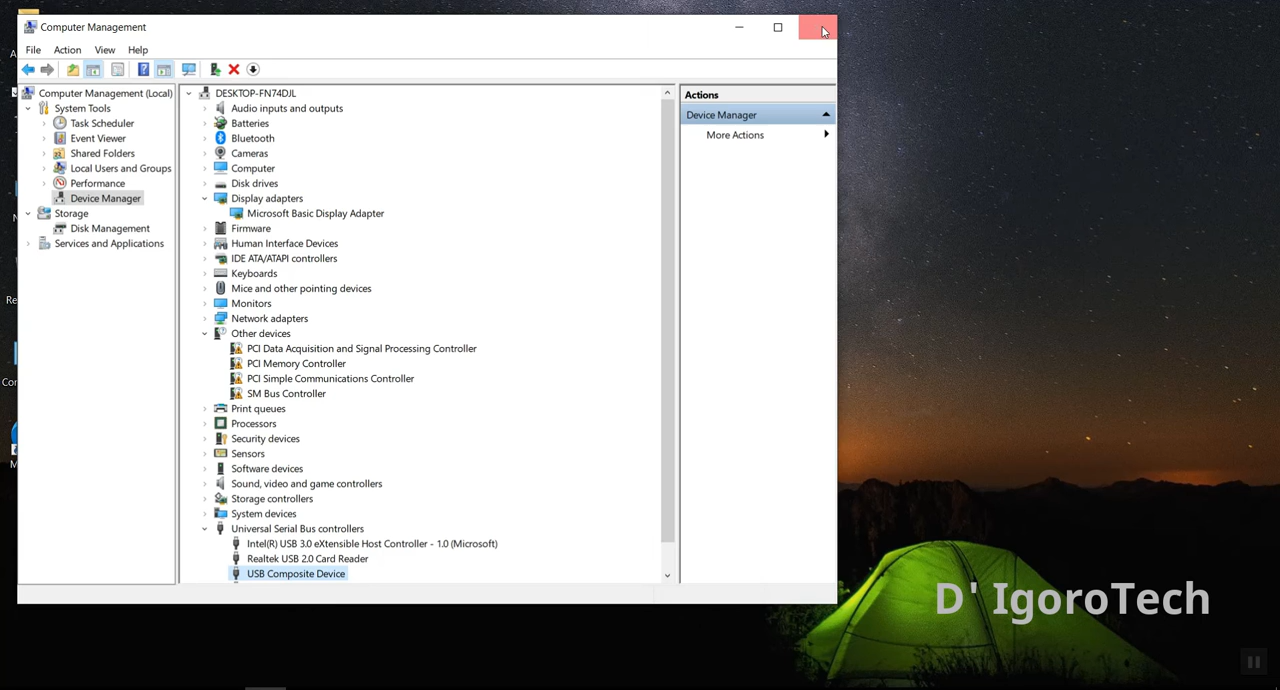 Computer Management
File Action View Help
Computer Management (Local)
System Tools
Task Scheduler
Event Viewer
Shared Folders
Local Users and Groups
Performance
Device Manager
Storage
Disk Management
Services and Applications
DESKTOP-FN74DJL
Audio inputs and outputs
Batteries
Bluetooth
Cameras
Computer
Disk drives
Display adapters
Microsoft Basic Display Adapter
Firmware
Human Interface Devices
IDE ATA/ATAPI controllers
Keyboards
Mice and other pointing devices
Monitors
Network adapters
Other devices
PCI Data Acquisition and Signal Processing Controller
PCI Memory Controller
PCI Simple Communications Controller
SM Bus Controller
Print queues
Processors
Security devices
Sensors
Software devices
Sound, video and game controllers
Storage controllers
System devices
Universal Serial Bus controllers
Intel(R) USB 3.0 eXtensible Host Controller - 1.0 (Microsoft)
Realtek USB 2.0 Card Reader
USB Composite Device
Actions
Device Manager
More Actions
D' IgoroTech